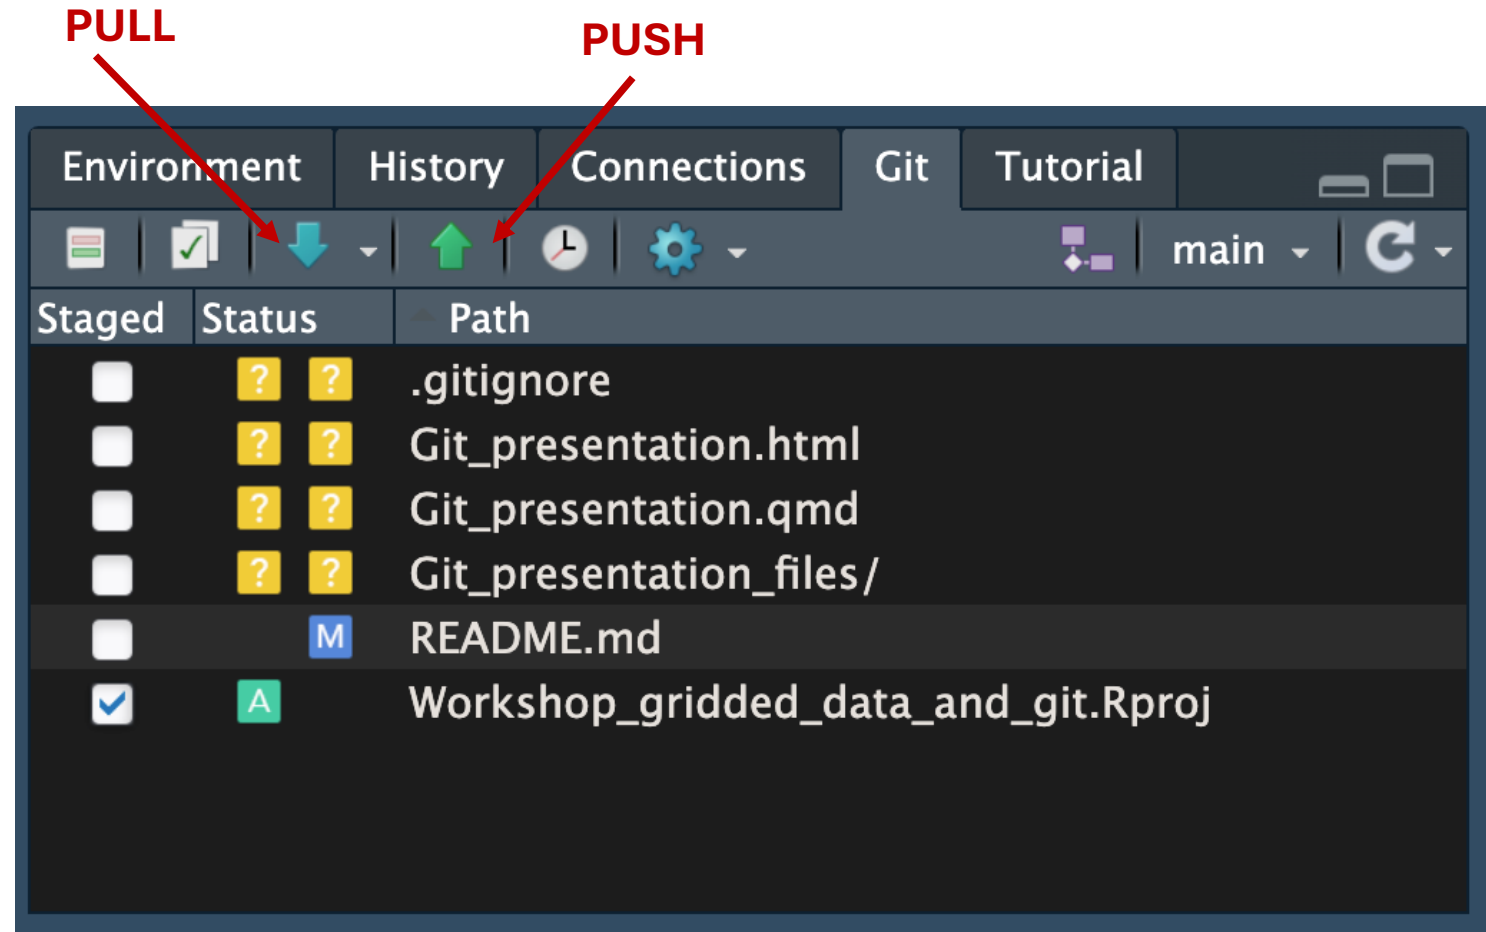 PULL
PUSH
Environment History Connections Git Tutorial
main
Staged Status Path
? ? .gitignore
? ? Git_presentation.html
? ? Git_presentation.qmd
? ? Git_presentation_files/
M README.md
A Workshop_gridded_data_and_git.Rproj